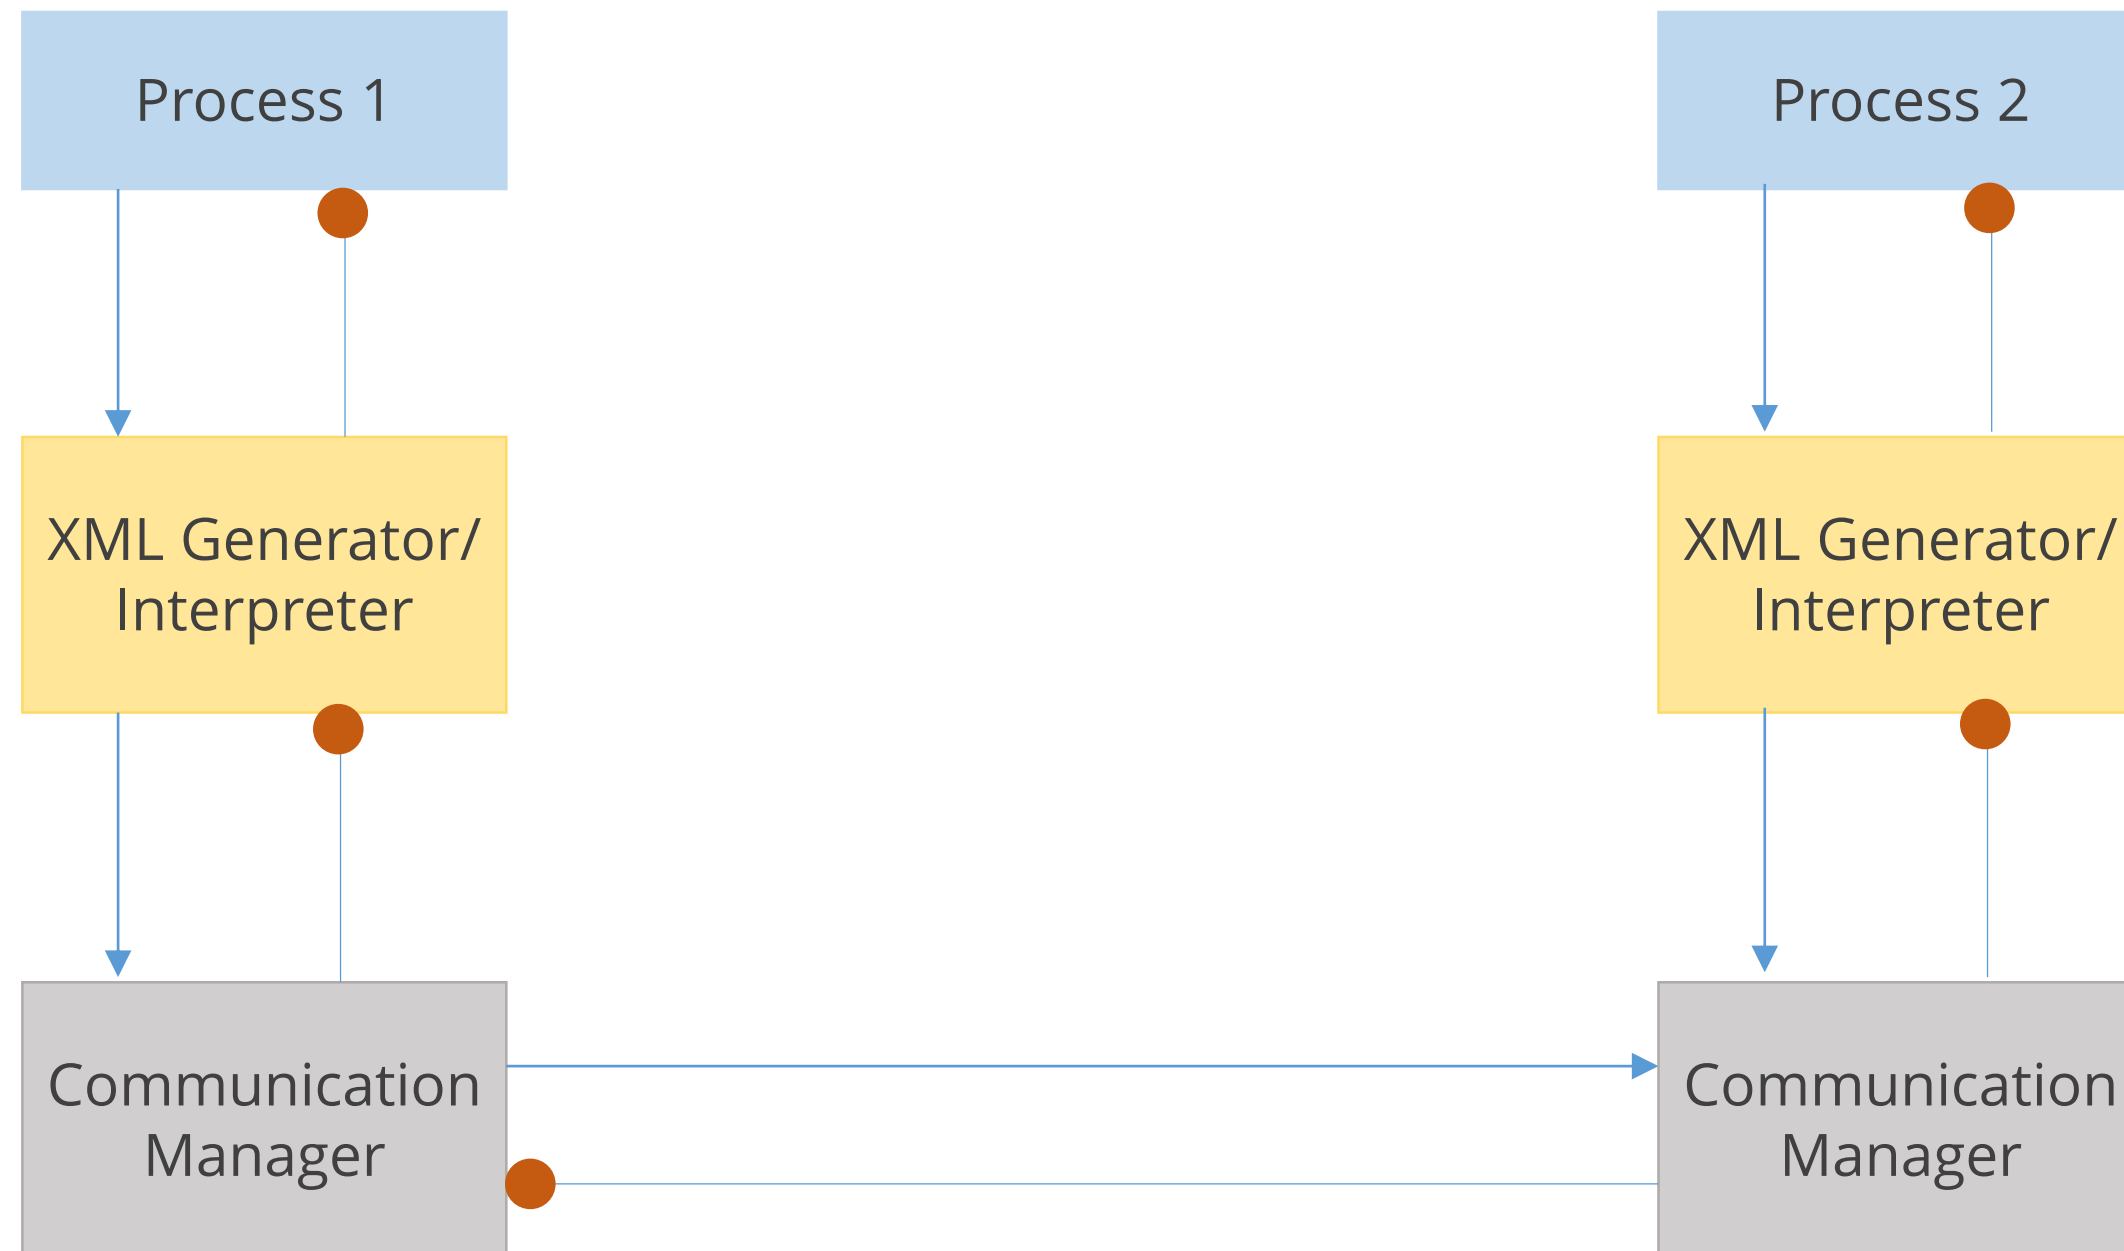 Process 1
Process 2
XML Generator/
Interpreter
XML Generator/
Interpreter
Communication
Manager
Communication
Manager